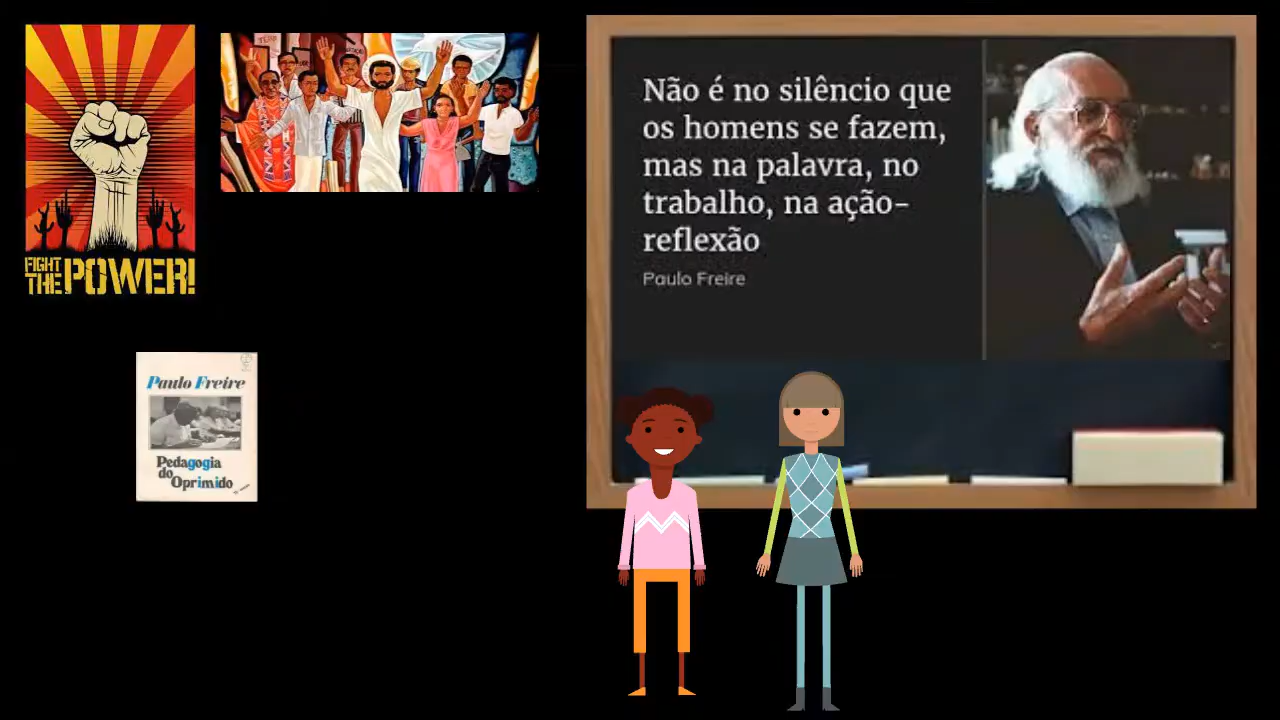 FIGHT
THE POWER!
Não é no silêncio que
os homens se fazem,
mas na palavra, no
trabalho, na ação-
reflexão
Paulo Freire
Paulo Freire
Pedagogia
do
Oprimido